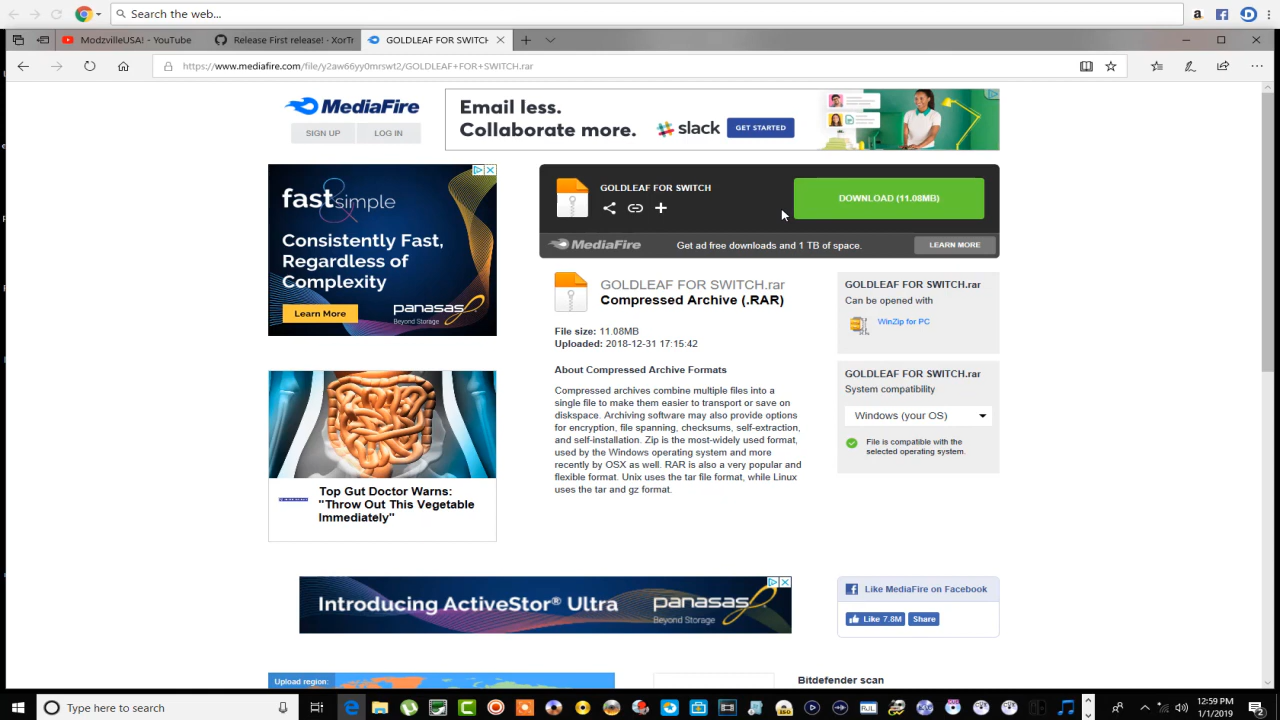 Search the web...
a
ModzvilleUSA! - YouTube
Release First release! · XorTr
GOLDLEAF FOR SWITCH
https://www.mediafire.com/file/y2aw66yy0mrswt2/GOLDLEAF+FOR+SWITCH.rar
MediaFire
SIGN UP
LOG IN
Email less.
Collaborate more.
slack
GET STARTED
fast&simple
Consistently Fast,
Regardless of
Complexity
Learn More
panasas
Beyond Storage
GOLDLEAF FOR SWITCH
DOWNLOAD (11.08MB)
MediaFire
Get ad free downloads and 1 TB of space.
LEARN MORE
GOLDLEAF FOR SWITCH.rar
Compressed Archive (.RAR)
File size: 11.08MB
Uploaded: 2018-12-31 17:15:42
About Compressed Archive Formats
Compressed archives combine multiple files into a
single file to make them easier to transport or save on
diskspace. Archiving software may also provide options
for encryption, file spanning, checksums, self-extraction,
and self-installation. Zip is the most-widely used format,
used by the Windows operating system and more
recently by OSX as well. RAR is also a very popular and
flexible format. Unix uses the tar file format, while Linux
uses the tar and gz format.
GOLDLEAF FOR SWITCH.rar
Can be opened with
WinZip for PC
GOLDLEAF FOR SWITCH.rar
System compatibility
Windows (your OS)
File is compatible with the
selected operating system.
Top Gut Doctor Warns:
"Throw Out This Vegetable
Immediately"
Introducing ActiveStor® Ultra
panasas
Beyond Storage
Like MediaFire on Facebook
Like 7.8M
Share
Upload region:
Bitdefender scan
Type here to search
12:59 PM
1/1/2019
2